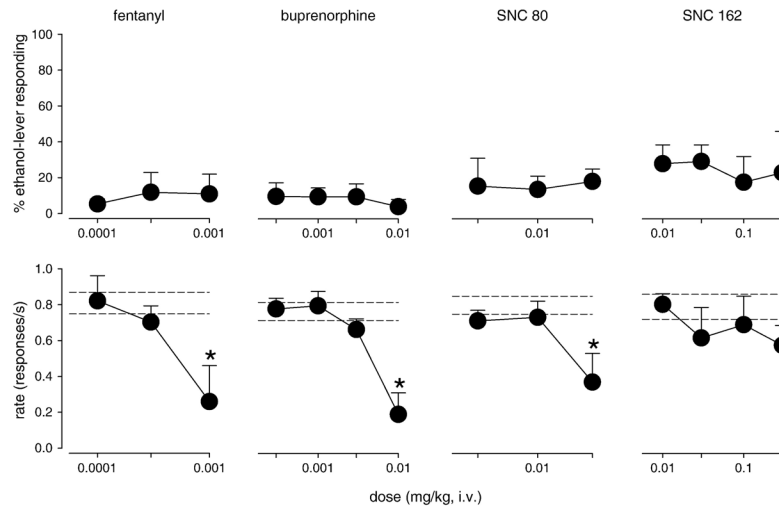 fentanyl buprenorphine SNC 80 SNC 162
% ethanol-lever responding
100
80
60
40
20
0
0.0001 0.001 0.001 0.01 0.01 0.01 0.1
rate (responses/s)
1.0
0.8
0.6
0.4
0.2
0.0
* * *
0.0001 0.001 0.001 0.01 0.01 0.01 0.1
dose (mg/kg, i.v.)